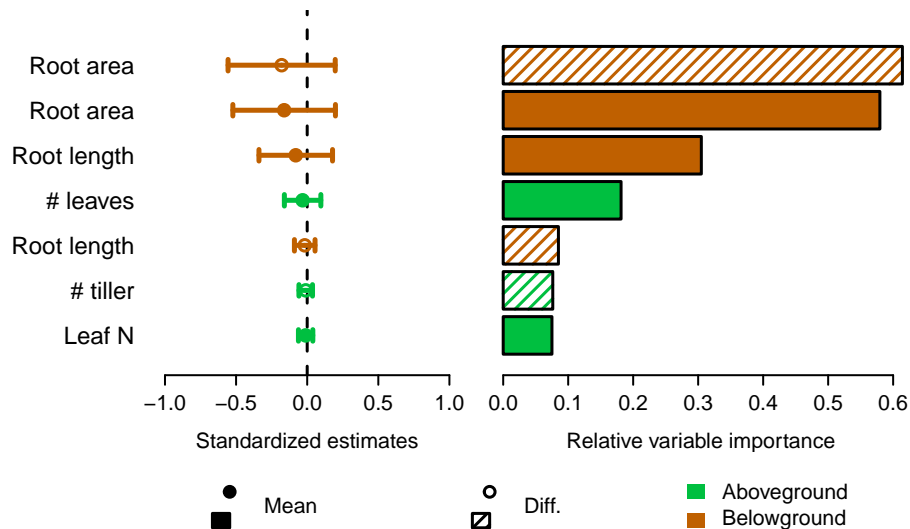 Root area
Root area
Root length
# leaves
Root length
# tiller
Leaf N
−1.0 −0.5 0.0 0.5 1.0
0.0 0.1 0.2 0.3 0.4 0.5 0.6
Standardized estimates
Relative variable importance
Mean
Diff.
Aboveground
Belowground